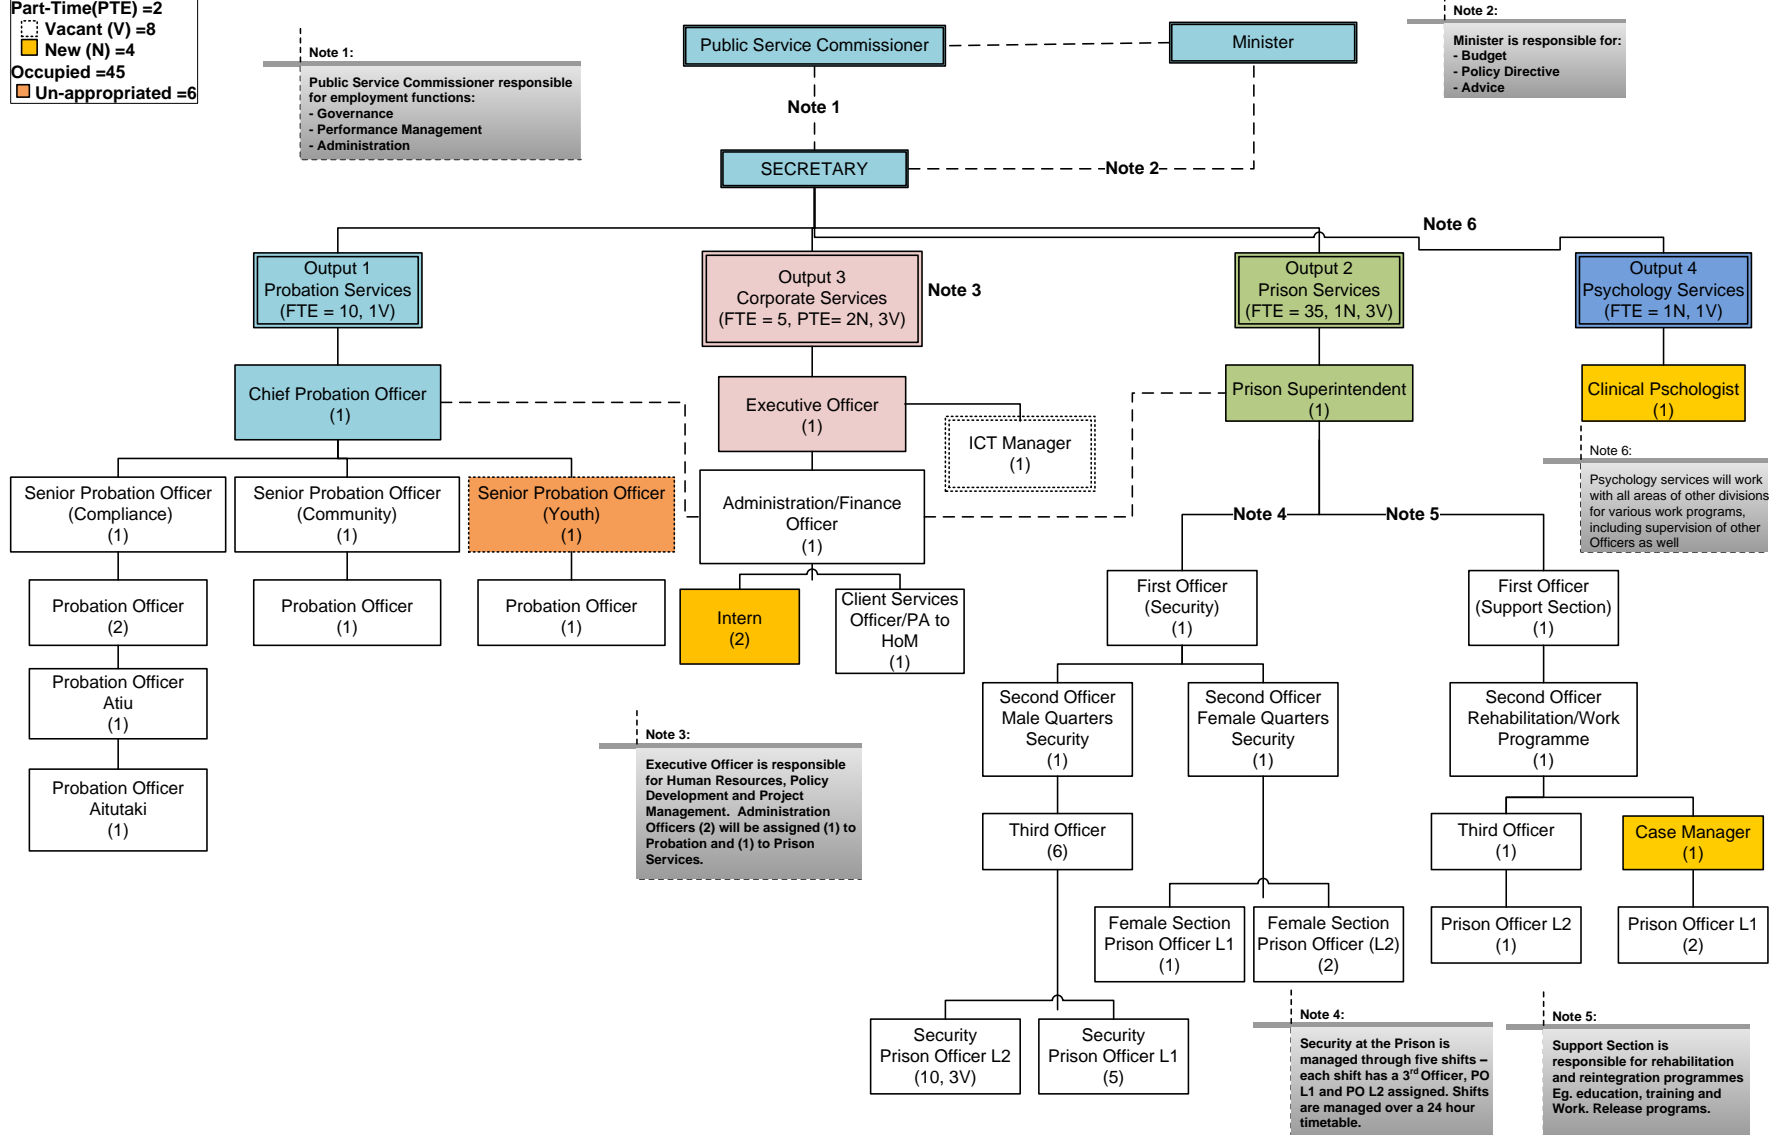 Part-Time(PTE) =2
Vacant (V) =8
New (N) =4
Occupied =45
Un-appropriated =6
Note 1:
Public Service Commissioner responsible
for employment functions:
- Governance
- Performance Management
- Administration
Public Service Commissioner
Minister
Note 2:
Minister is responsible for:
- Budget
- Policy Directive
- Advice
Note 1
SECRETARY
Note 2
Note 6
Output 1
Probation Services
(FTE = 10, 1V)
Output 3
Corporate Services
(FTE = 5, PTE= 2N, 3V)
Note 3
Output 2
Prison Services
(FTE = 35, 1N, 3V)
Output 4
Psychology Services
(FTE = 1N, 1V)
Chief Probation Officer
(1)
Executive Officer
(1)
ICT Manager
(1)
Prison Superintendent
(1)
Clinical Pschologist
(1)
Note 6:
Psychology services will work
with all areas of other divisions
for various work programs,
including supervision of other
Officers as well
Senior Probation Officer
(Compliance)
(1)
Senior Probation Officer
(Community)
(1)
Senior Probation Officer
(Youth)
(1)
Administration/Finance
Officer
(1)
Note 4
Note 5
Probation Officer
(2)
Probation Officer
(1)
Probation Officer
(1)
Intern
(2)
Client Services
Officer/PA to
HoM
(1)
First Officer
(Security)
(1)
First Officer
(Support Section)
(1)
Probation Officer
Atiu
(1)
Second Officer
Male Quarters
Security
(1)
Second Officer
Female Quarters
Security
(1)
Second Officer
Rehabilitation/Work
Programme
(1)
Probation Officer
Aitutaki
(1)
Note 3:
Executive Officer is responsible
for Human Resources, Policy
Development and Project
Management. Administration
Officers (2) will be assigned (1) to
Probation and (1) to Prison
Services.
Third Officer
(6)
Third Officer
(1)
Case Manager
(1)
Female Section
Prison Officer L1
(1)
Female Section
Prison Officer (L2)
(2)
Prison Officer L2
(1)
Prison Officer L1
(2)
Security
Prison Officer L2
(10, 3V)
Security
Prison Officer L1
(5)
Note 4:
Security at the Prison is
managed through five shifts –
each shift has a 3rd Officer, PO
L1 and PO L2 assigned. Shifts
are managed over a 24 hour
timetable.
Note 5:
Support Section is
responsible for rehabilitation
and reintegration programmes
Eg. education, training and
Work. Release programs.